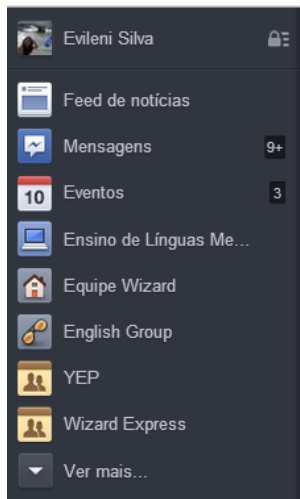 Evileni Silva
Feed de notícias
Mensagens 9+
10 Eventos 3
Ensino de Línguas Me...
Equipe Wizard
English Group
YEP
Wizard Express
Ver mais...